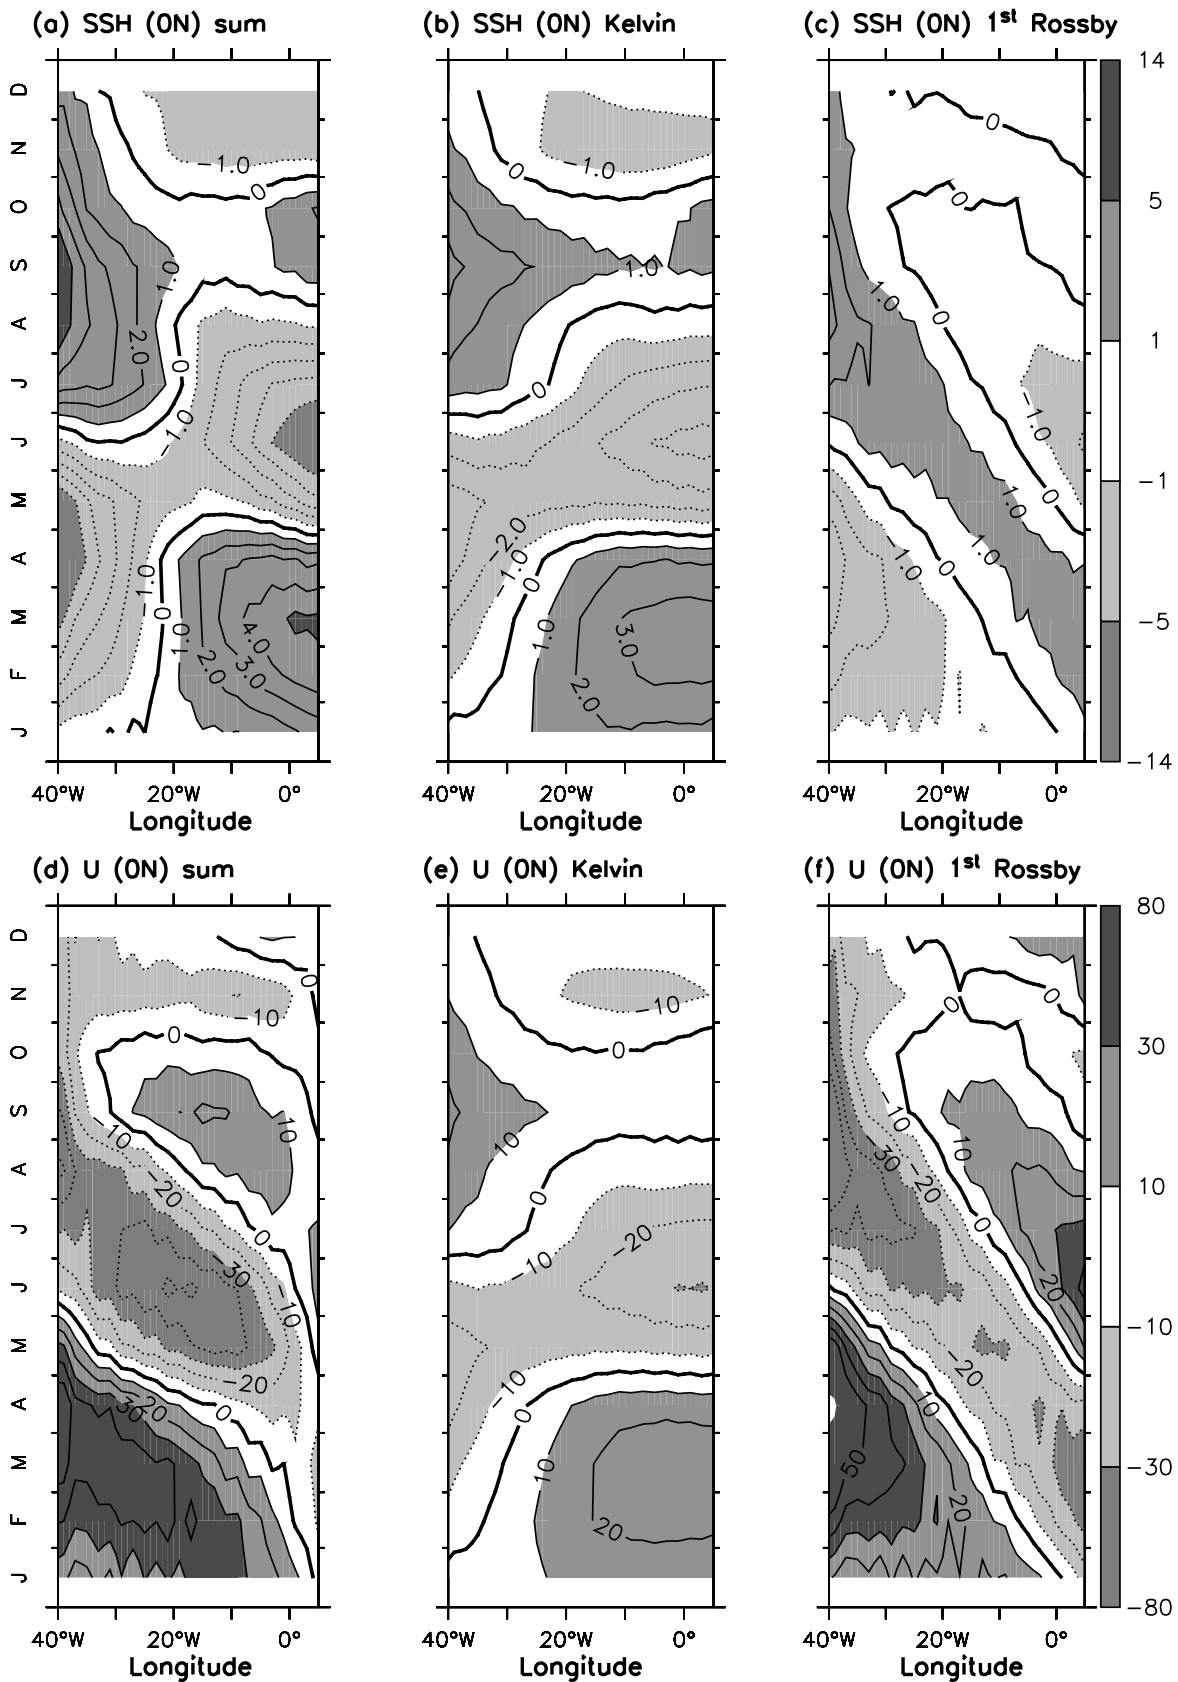 (a) SSH (0N) sum
(b) SSH (0N) Kelvin
(c) SSH (0N) 1st Rossby
D
N
O
S
A
J
J
M
A
M
F
J
-1.0
0
1.0
2.0
0
-1.0
-1.0
0
1.0
2.0
3.0
4.0
0
-1.0
1.0
0
-2.0
-1.0
0
1.0
2.0
3.0
0
0
1.0
0
-1.0
0
1.0
1.0
0
-1.0
14
5
1
-1
-5
-14
40°W 20°W 0°
40°W 20°W 0°
40°W 20°W 0°
Longitude
Longitude
Longitude
(d) U (0N) sum
(e) U (0N) Kelvin
(f) U (0N) 1st Rossby
D
N
O
S
A
J
J
M
A
M
F
J
0
-10
0
10
-10
-20
0
-30
-10
-20
0
30
20
-10
0
10
0
-20
-10
-10
0
10
20
0
0
-10
10
-30
-20
0
20
-20
10
50
20
80
30
10
-10
-30
-80
40°W 20°W 0°
40°W 20°W 0°
40°W 20°W 0°
Longitude
Longitude
Longitude